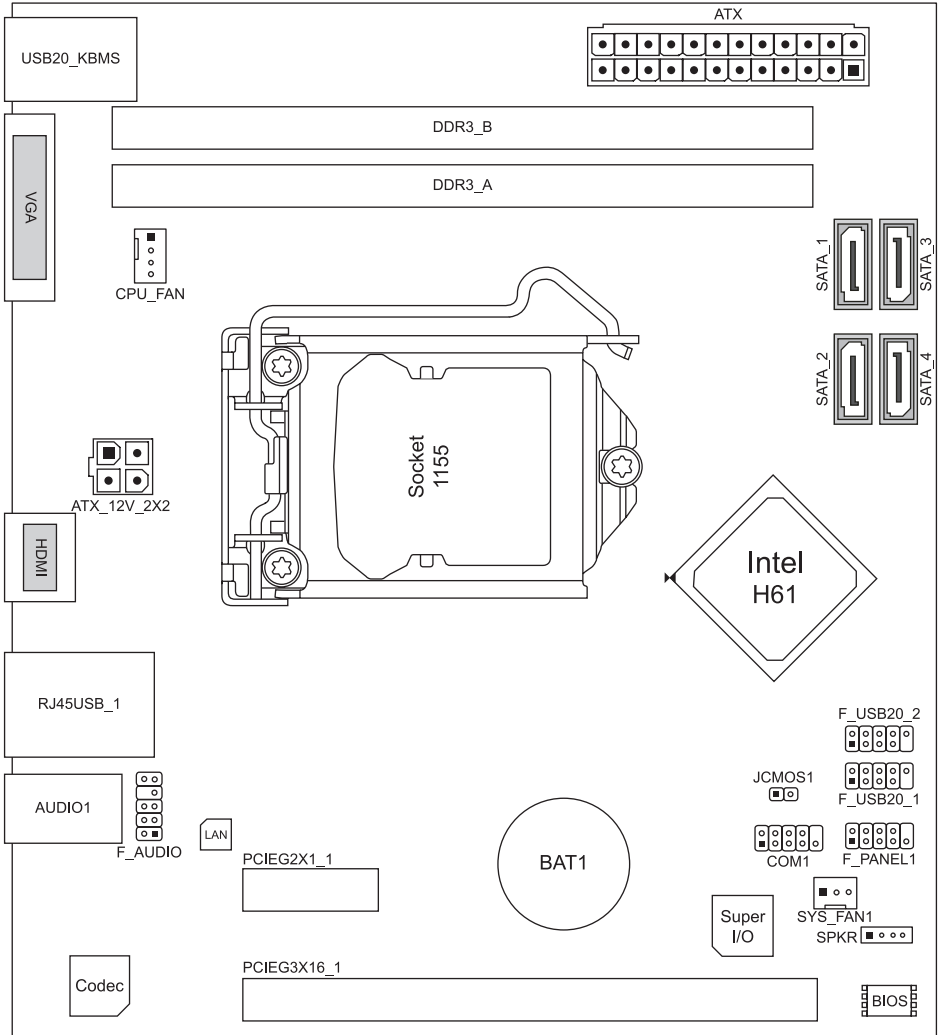 ATX
USB20_KBMS
DDR3_B
DDR3_A
VGA
CPU_FAN
SATA_1
SATA_3
SATA_2
SATA_4
Socket
1155
ATX_12V_2X2
HDMI
Intel
H61
RJ45USB_1
F_USB20_2
JCMOS1
F_USB20_1
AUDIO1
F_AUDIO
LAN
PCIEG2X1_1
BAT1
COM1
F_PANEL1
Super
I/O
SYS_FAN1
SPKR
Codec
PCIEG3X16_1
BIOS